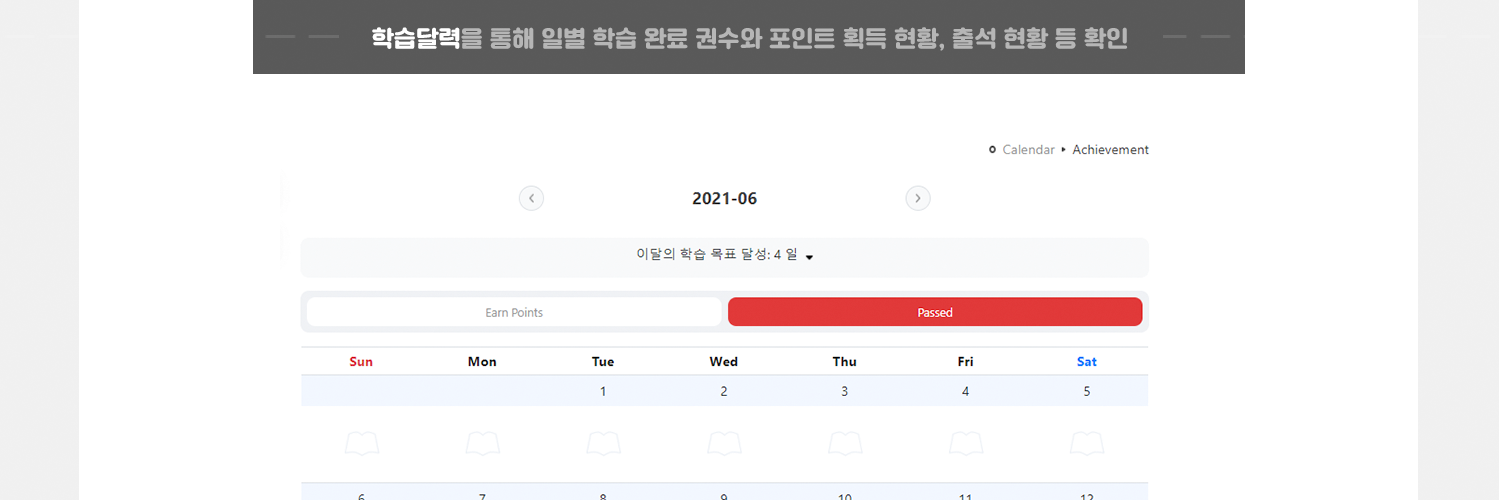 학습달력을 통해 일별 학습 완료 권수와 포인트 획득 현황, 출석 현황 등 확인
Calendar Achievement
2021-06
이달의 학습 목표 달성: 4 일
Earn Points Passed
Sun Mon Tue Wed Thu Fri Sat
1 2 3 4 5
6 7 8 9 10 11 12